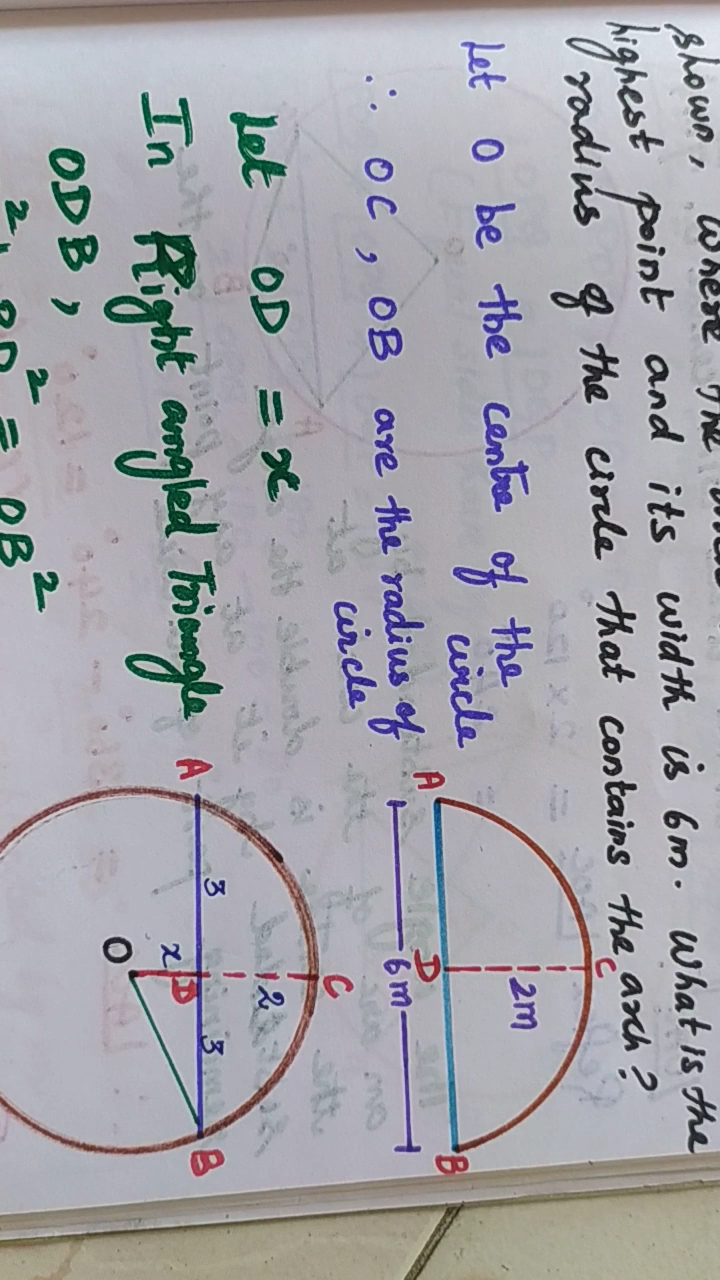 shown, where the
highest point and its width is 6m. What is the
radius of the circle that contains the arch?
Let O be the centre of the
circle
∴ OC, OB are the radius of
circle
Let OD = x
In Right angled Triangle
ODB,
OB²
A
C
D
B
2m
6m
A
3
C
2
D
x
O
3
B